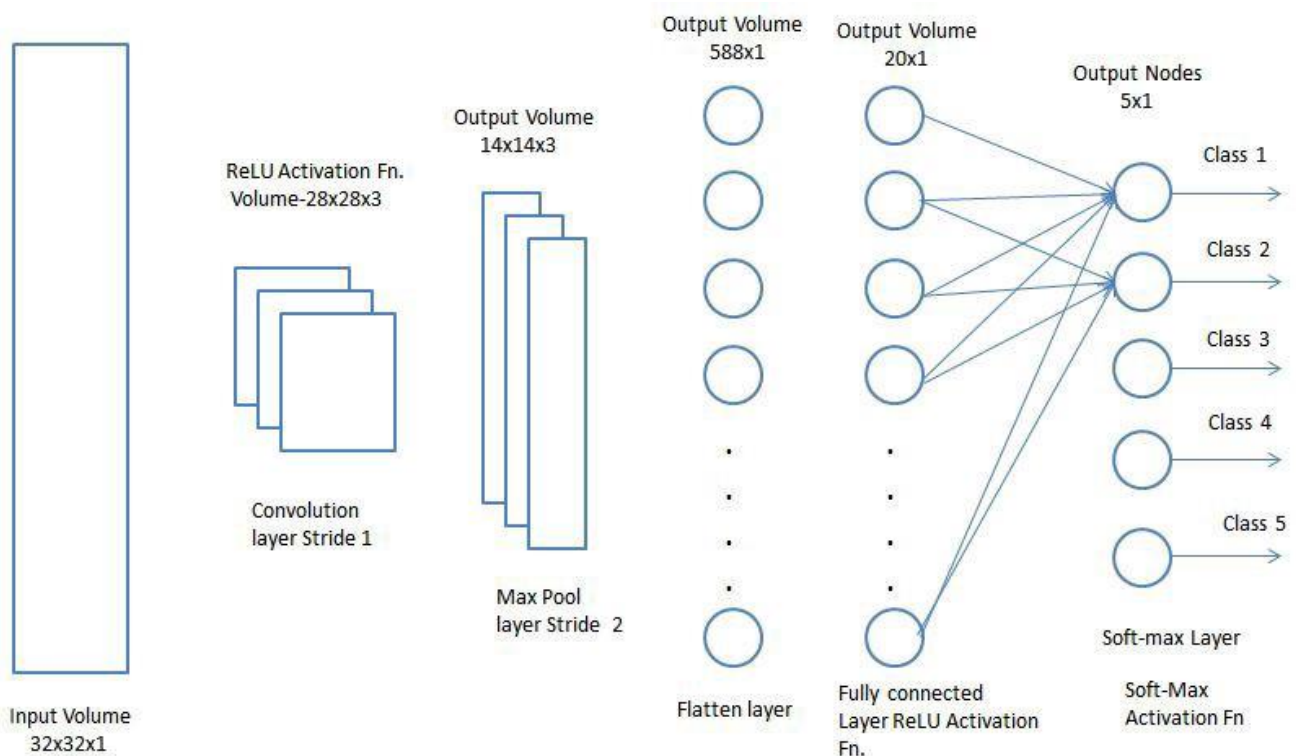 Input Volume
32x32x1
ReLU Activation Fn.
Volume-28x28x3
Convolution
layer Stride 1
Output Volume
14x14x3
Max Pool
layer Stride 2
Output Volume
588x1
Flatten layer
Output Volume
20x1
Fully connected
Layer ReLU Activation
Fn.
Output Nodes
5x1
Class 1
Class 2
Class 3
Class 4
Class 5
Soft-max Layer
Soft-Max
Activation Fn